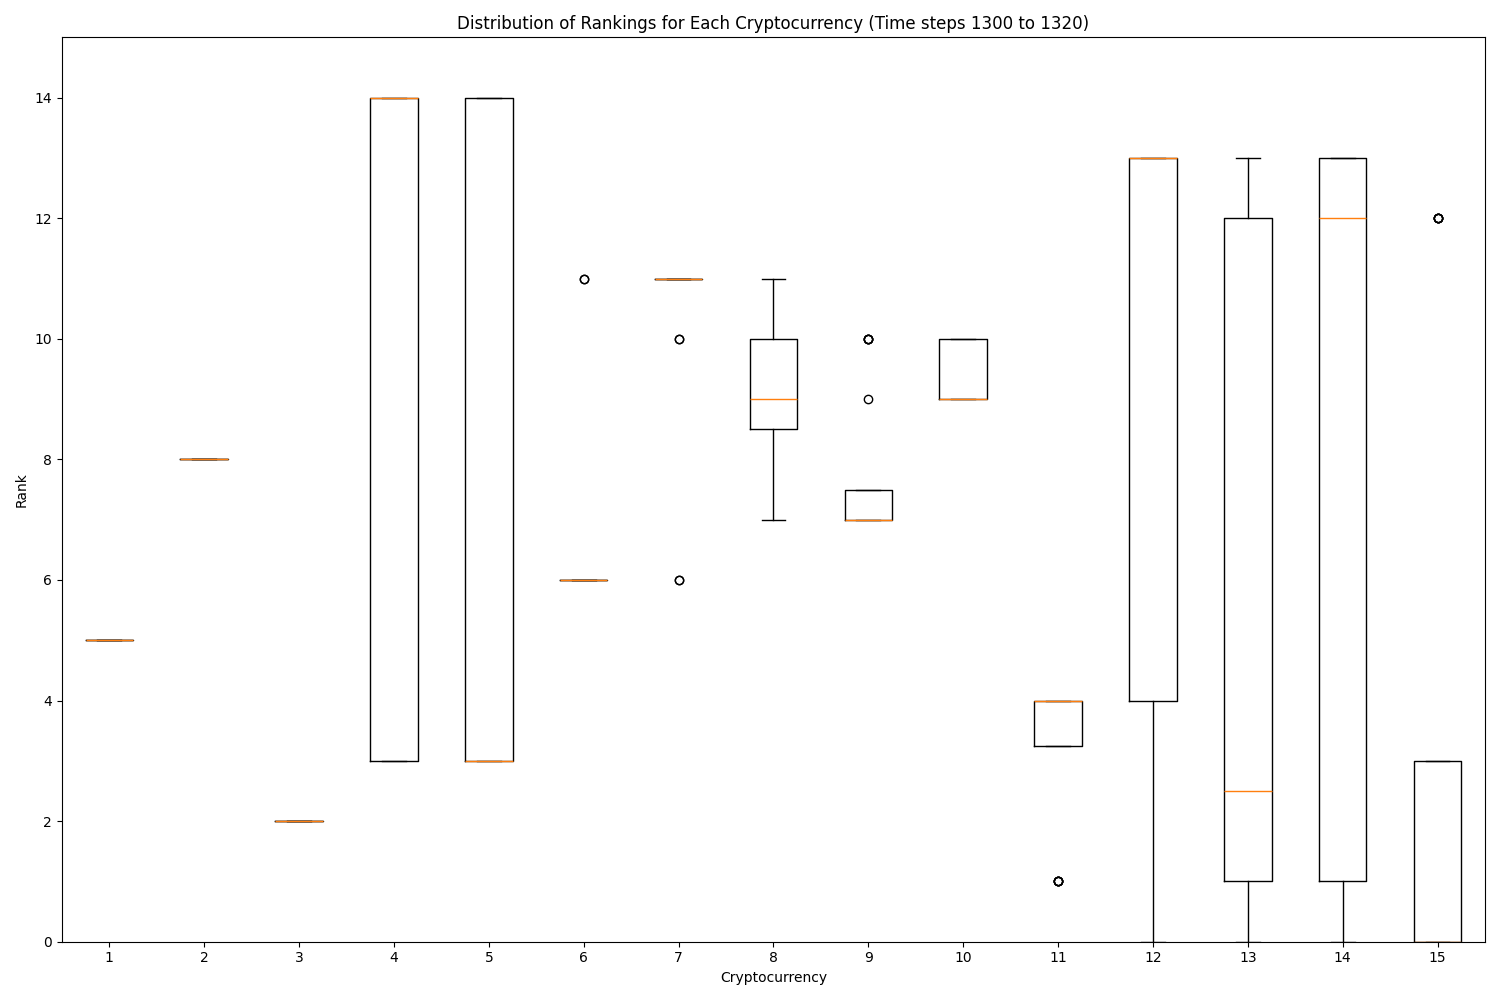 Distribution of Rankings for Each Cryptocurrency (Time steps 1300 to 1320)
Rank
14
12
10
8
6
4
2
0
1 2 3 4 5 6 7 8 9 10 11 12 13 14 15
Cryptocurrency